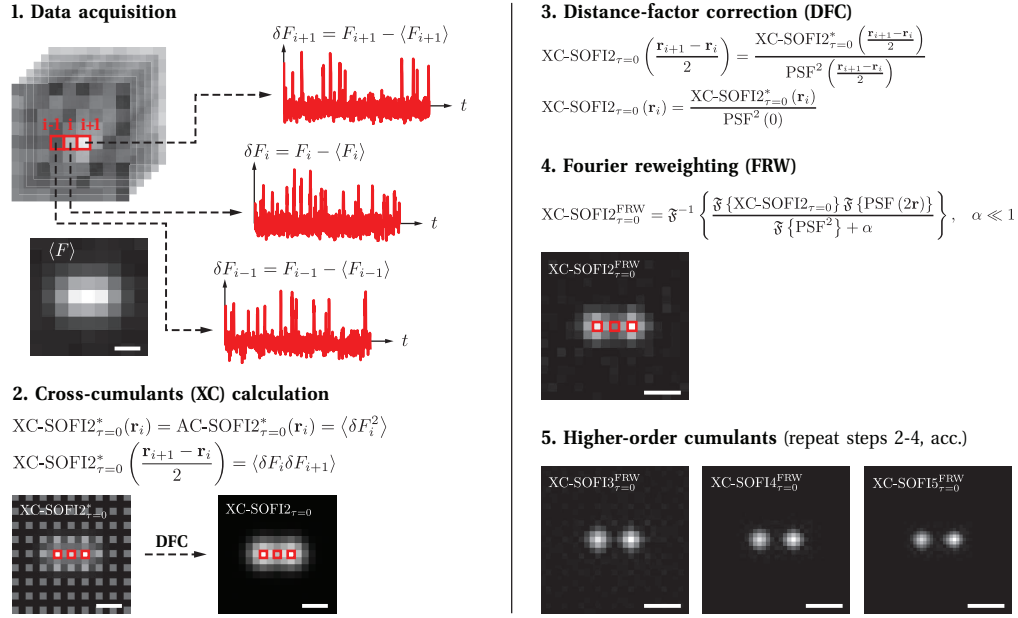 1. Data acquisition
δF_{i+1} = F_{i+1} − ⟨F_{i+1}⟩
t
i-1 i i+1
δF_i = F_i − ⟨F_i⟩
t
⟨F⟩
δF_{i−1} = F_{i−1} − ⟨F_{i−1}⟩
t
2. Cross-cumulants (XC) calculation
XC-SOFI2*_{τ=0}(r_i) = AC-SOFI2*_{τ=0}(r_i) = ⟨δF_i^2⟩
XC-SOFI2*_{τ=0} ((r_{i+1} − r_i)/2) = ⟨δF_i δF_{i+1}⟩
XC-SOFI2*_{τ=0}
DFC
XC-SOFI2_{τ=0}
3. Distance-factor correction (DFC)
XC-SOFI2_{τ=0} ((r_{i+1}−r_i)/2) = XC-SOFI2*_{τ=0} ((r_{i+1}−r_i)/2) / PSF^2 ((r_{i+1}−r_i)/2)
XC-SOFI2_{τ=0} (r_i) = XC-SOFI2*_{τ=0} (r_i) / PSF^2 (0)
4. Fourier reweighting (FRW)
XC-SOFI2^{FRW}_{τ=0} = 𝔉^{−1} { 𝔉 {XC-SOFI2_{τ=0}} 𝔉 {PSF (2r)} / (𝔉 {PSF^2} + α) } , α ≪ 1
XC-SOFI2^{FRW}_{τ=0}
5. Higher-order cumulants (repeat steps 2-4, acc.)
XC-SOFI3^{FRW}_{τ=0}
XC-SOFI4^{FRW}_{τ=0}
XC-SOFI5^{FRW}_{τ=0}